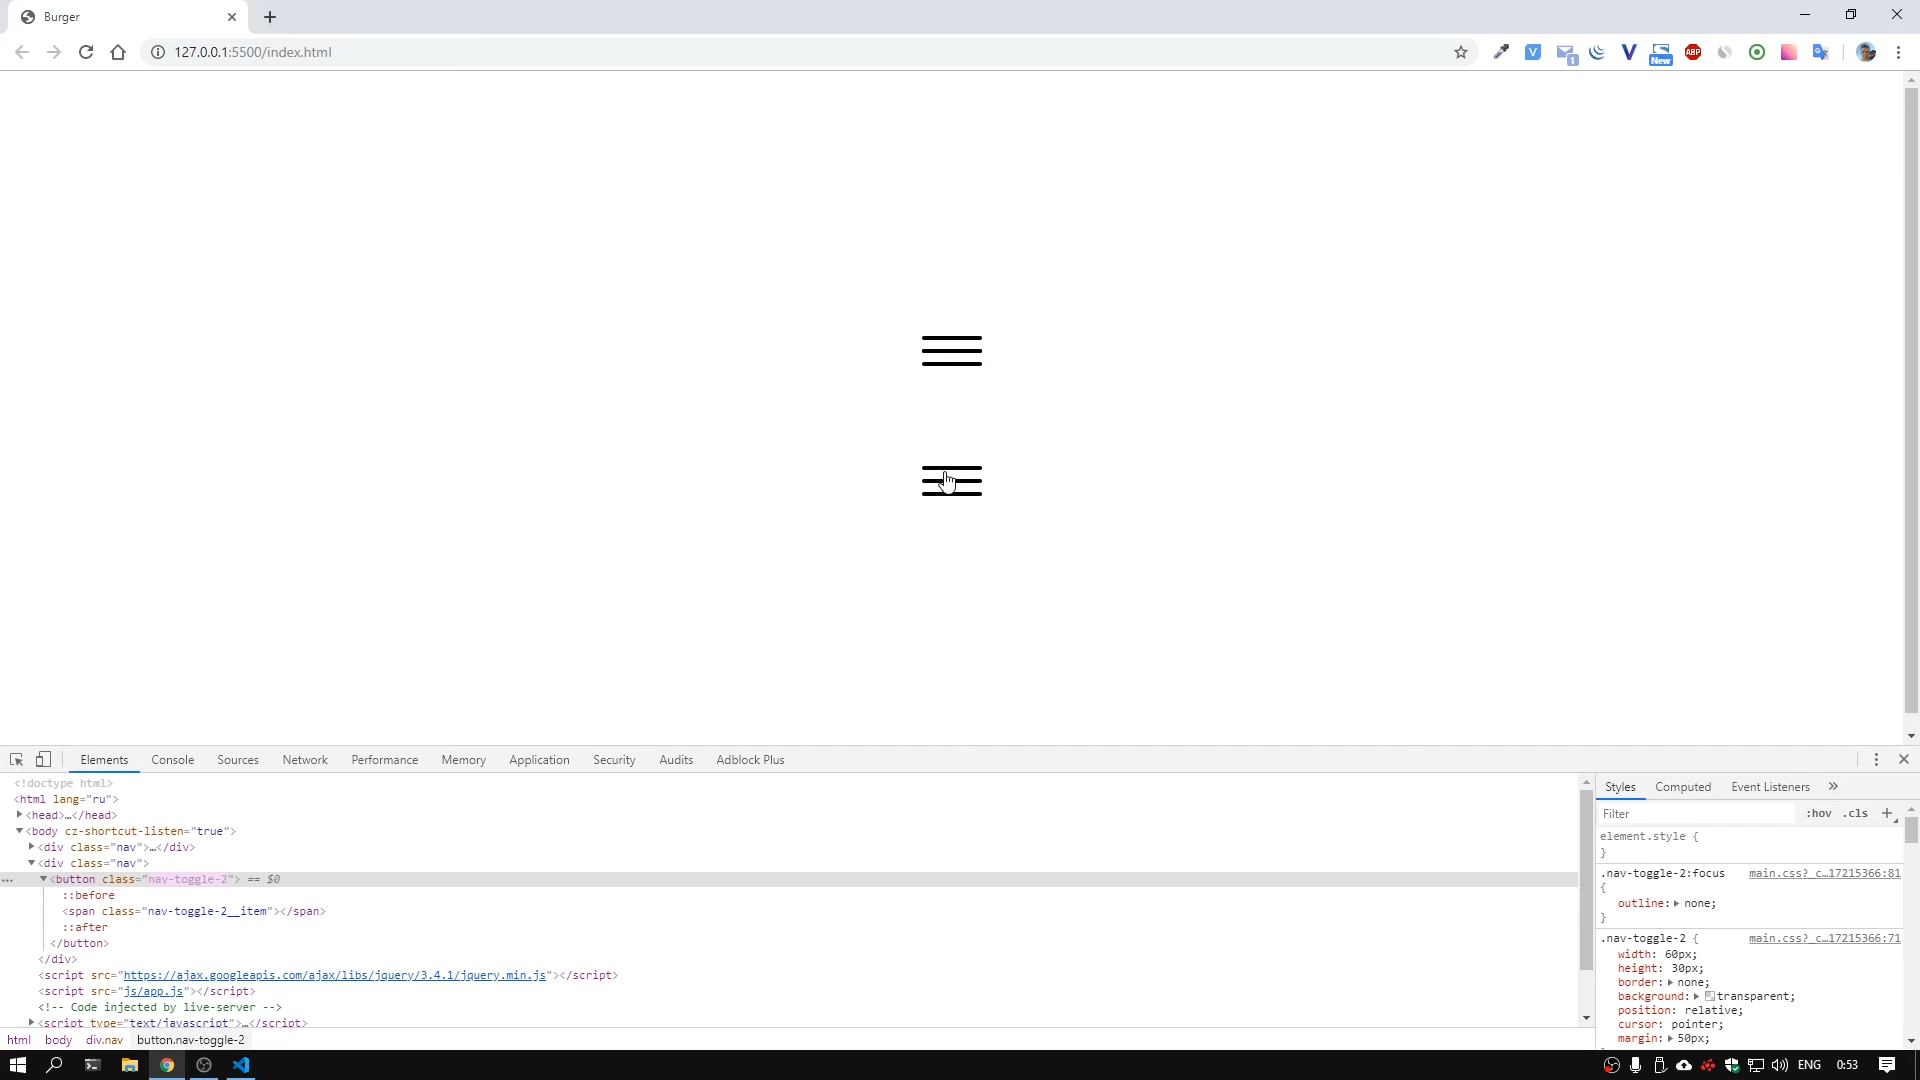 Burger
127.0.0.1:5500/index.html
V
1
V
New
ABP
Elements
Console
Sources
Network
Performance
Memory
Application
Security
Audits
Adblock Plus
<!doctype html>
<html lang="ru">
<head>…</head>
<body cz-shortcut-listen="true">
<div class="nav">…</div>
<div class="nav">
<button class="nav-toggle-2"> == $0
::before
<span class="nav-toggle-2__item"></span>
::after
</button>
</div>
<script src="https://ajax.googleapis.com/ajax/libs/jquery/3.4.1/jquery.min.js"></script>
<script src="js/app.js"></script>
<!-- Code injected by live-server -->
<script type="text/javascript">…</script>
html body div.nav button.nav-toggle-2
Styles Computed Event Listeners »
Filter :hov .cls +
element.style {
}
.nav-toggle-2:focus main.css?_c…17215366:81
{
outline: none;
}
.nav-toggle-2 { main.css?_c…17215366:71
width: 60px;
height: 30px;
border: none;
background: transparent;
position: relative;
cursor: pointer;
margin: 50px;
ENG 0:53